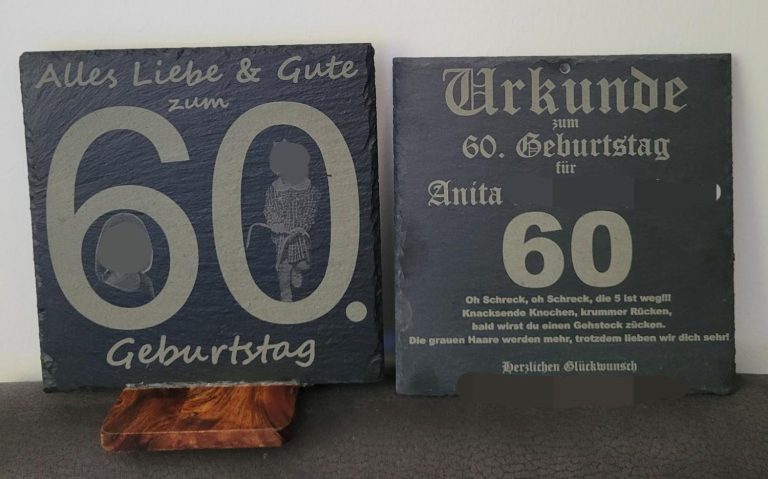 Alles Liebe & Gute
zum
60.
Geburtstag
Urkunde
zum
60. Geburtstag
für
Anita
60
Oh Schreck, oh Schreck, die 5 ist weg!!!
Knacksende Knochen, krummer Rücken,
bald wirst du einen Gehstock zücken.
Die grauen Haare werden mehr, trotzdem lieben wir dich sehr!
Herzlichen Glückwunsch